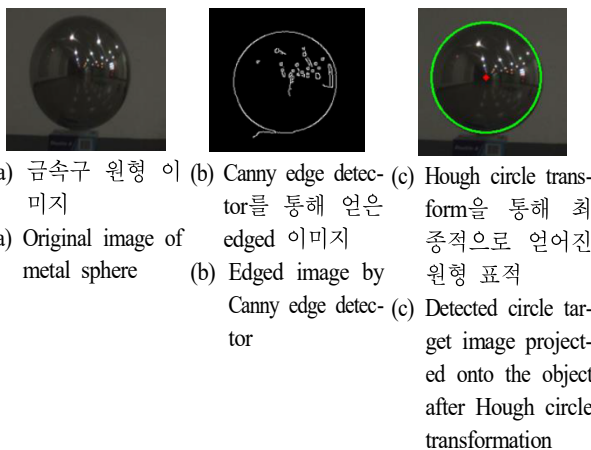 a) 금속구 원형 이
미지
a) Original image of
metal sphere
(b) Canny edge detec-
tor를 통해 얻은
edged 이미지
(b) Edged image by
Canny edge detec-
tor
(c) Hough circle trans-
form을 통해 최
종적으로 얻어진
원형 표적
(c) Detected circle tar-
get image project-
ed onto the object
after Hough circle
transformation